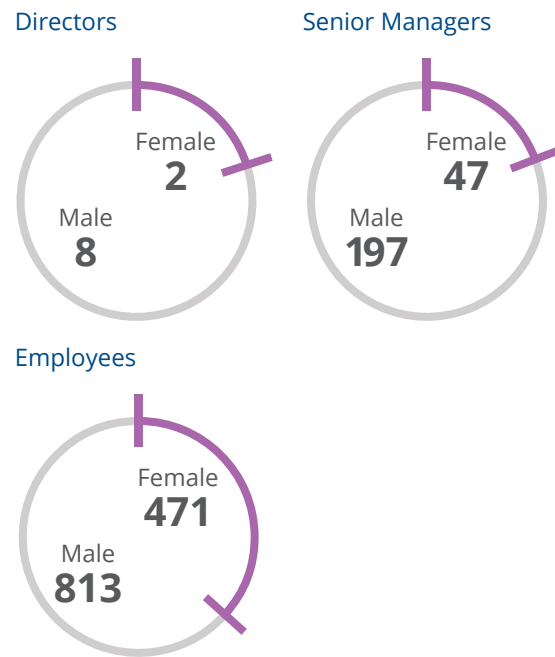 Directors
Female
2
Male
8
Senior Managers
Female
47
Male
197
Employees
Female
471
Male
813